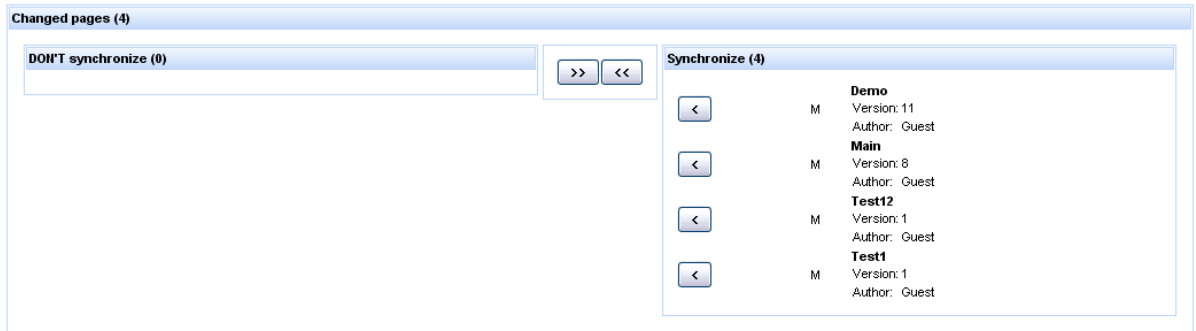 Changed pages (4)
DON'T synchronize (0)
>> <<
Synchronize (4)
Demo
< M Version: 11
Author: Guest
Main
< M Version: 8
Author: Guest
Test12
< M Version: 1
Author: Guest
Test1
< M Version: 1
Author: Guest